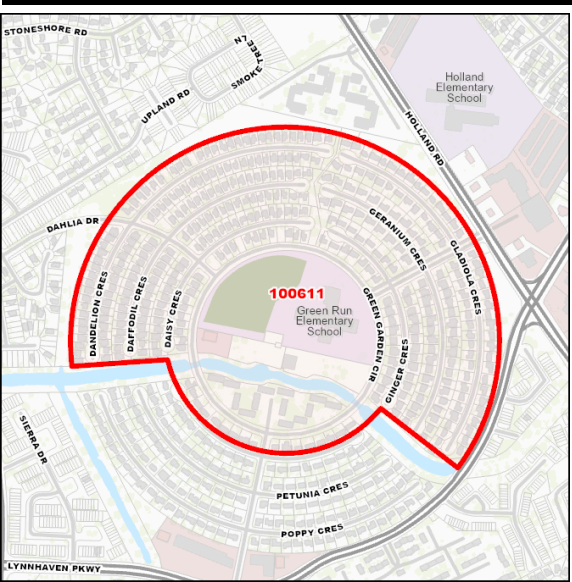 STONESHORE RD
SMOKE TREE LN
UPLAND RD
Holland
Elementary
School
HOLLAND RD
DAHLIA DR
GERANIUM CRES
GLADIOLA CRES
100611
Green Run
Elementary
School
DANDELION CRES
DAFFODIL CRES
DAISY CRES
GREEN GARDEN CIR
GINGER CRES
SIERRA DR
PETUNIA CRES
POPPY CRES
LYNNHAVEN PKWY